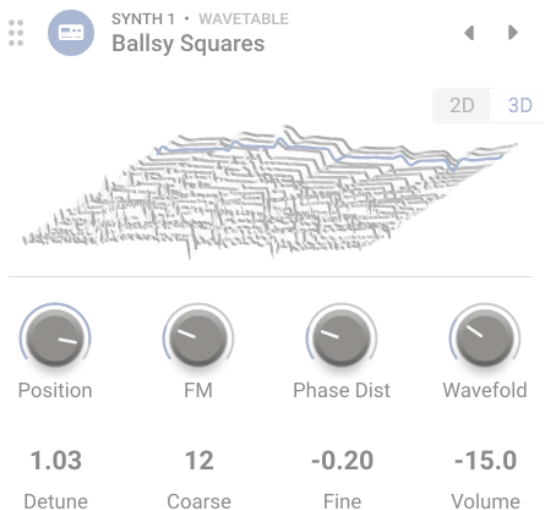 SYNTH 1 • WAVETABLE
Ballsy Squares
2D 3D
Position FM Phase Dist Wavefold
1.03 12 -0.20 -15.0
Detune Coarse Fine Volume